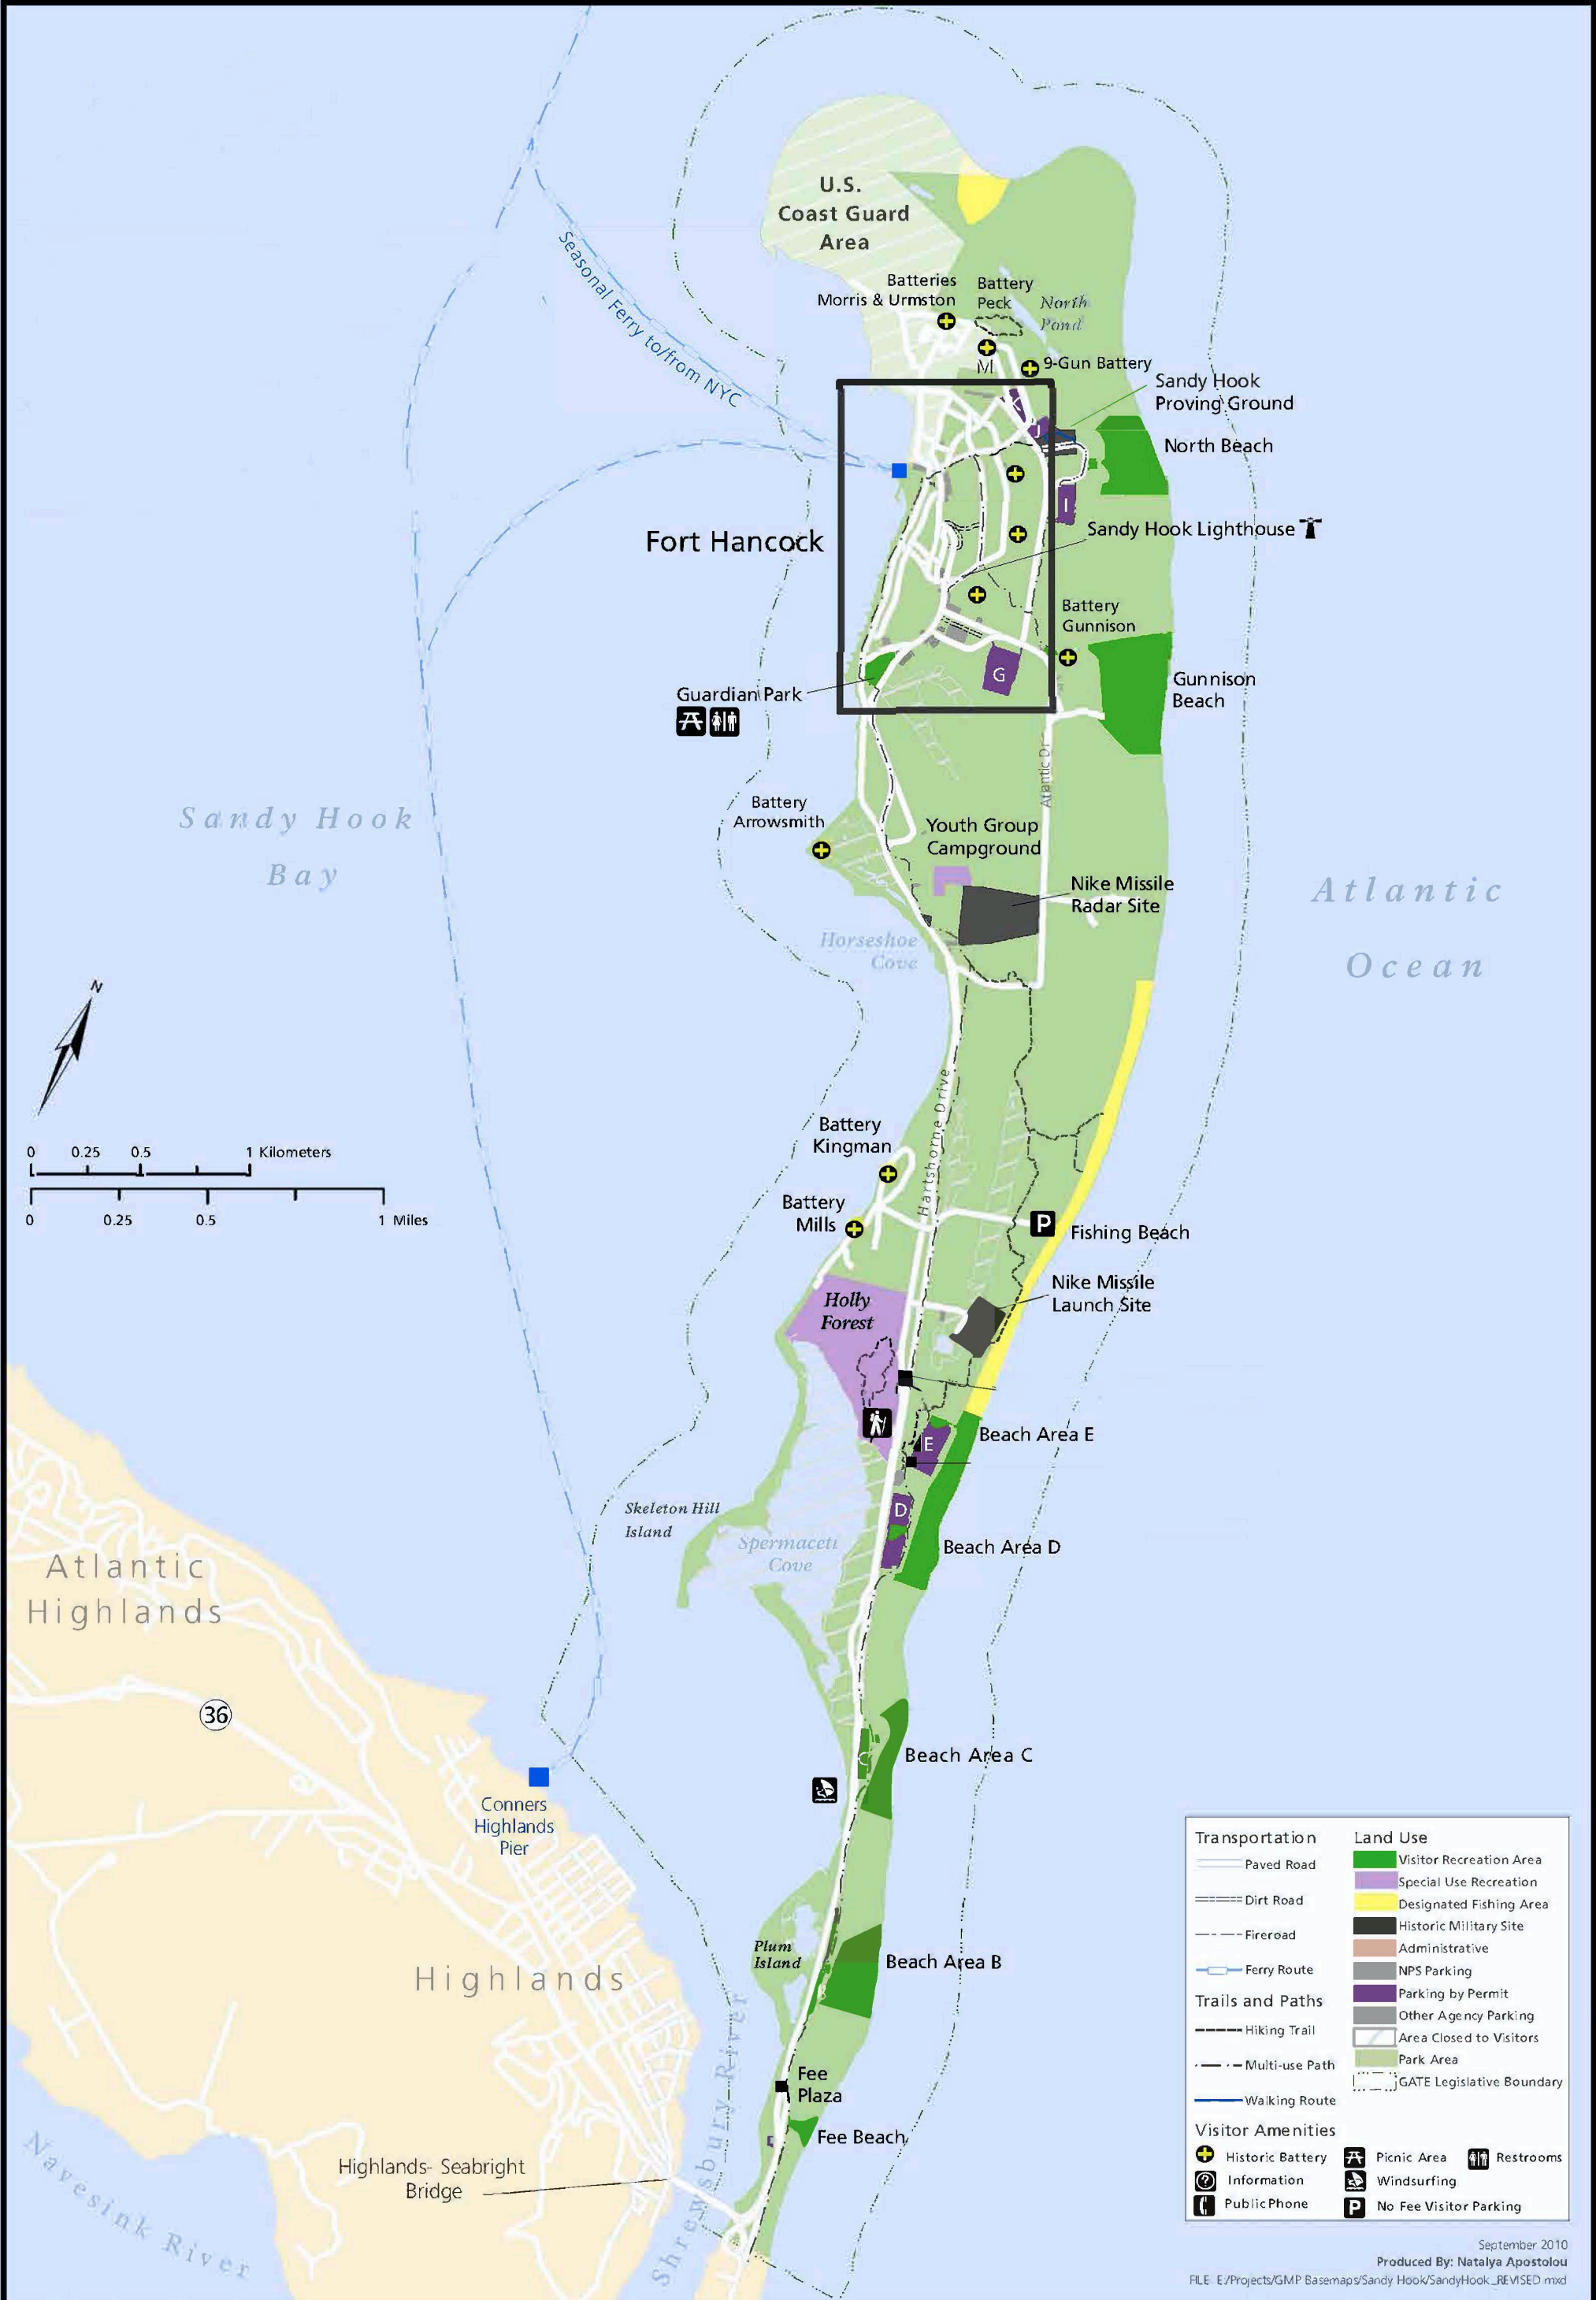 U.S.
Coast Guard
Area
Batteries
Morris & Urmston
Battery
Peck
North
Pond
MI
9-Gun Battery
Sandy Hook
Proving Ground
K
J
North Beach
I
Seasonal Ferry to/from NYC
Fort Hancock
Sandy Hook Lighthouse
Battery
Gunnison
G
Guardian Park
Gunnison
Beach
Atlantic Dr
Sandy Hook
Bay
Battery
Arrowsmith
Youth Group
Campground
Nike Missile
Radar Site
Atlantic
Ocean
Horseshoe
Cove
N
0 0.25 0.5 1 Kilometers
0 0.25 0.5 1 Miles
Hartshorne Drive
Battery
Kingman
Battery
Mills
P
Fishing Beach
Nike Missile
Launch Site
Holly
Forest
E
Beach Area E
D
Skeleton Hill
Island
Spermaceti
Cove
Beach Area D
Atlantic
Highlands
36
C
Beach Area C
Conners
Highlands
Pier
Plum
Island
Beach Area B
B
Highlands
Fee
Plaza
Fee Beach
Shrewsbury River
Highlands- Seabright
Bridge
Navesink River
Transportation
Paved Road
Dirt Road
Fireroad
Ferry Route
Trails and Paths
Hiking Trail
Multi-use Path
Walking Route
Land Use
Visitor Recreation Area
Special Use Recreation
Designated Fishing Area
Historic Military Site
Administrative
NPS Parking
Parking by Permit
Other Agency Parking
Area Closed to Visitors
Park Area
GATE Legislative Boundary
Visitor Amenities
Historic Battery
Picnic Area
Restrooms
? Information
Windsurfing
Public Phone
P No Fee Visitor Parking
September 2010
Produced By: Natalya Apostolou
FILE: E:/Projects/GMP Basemaps/Sandy Hook/SandyHook_REVISED.mxd